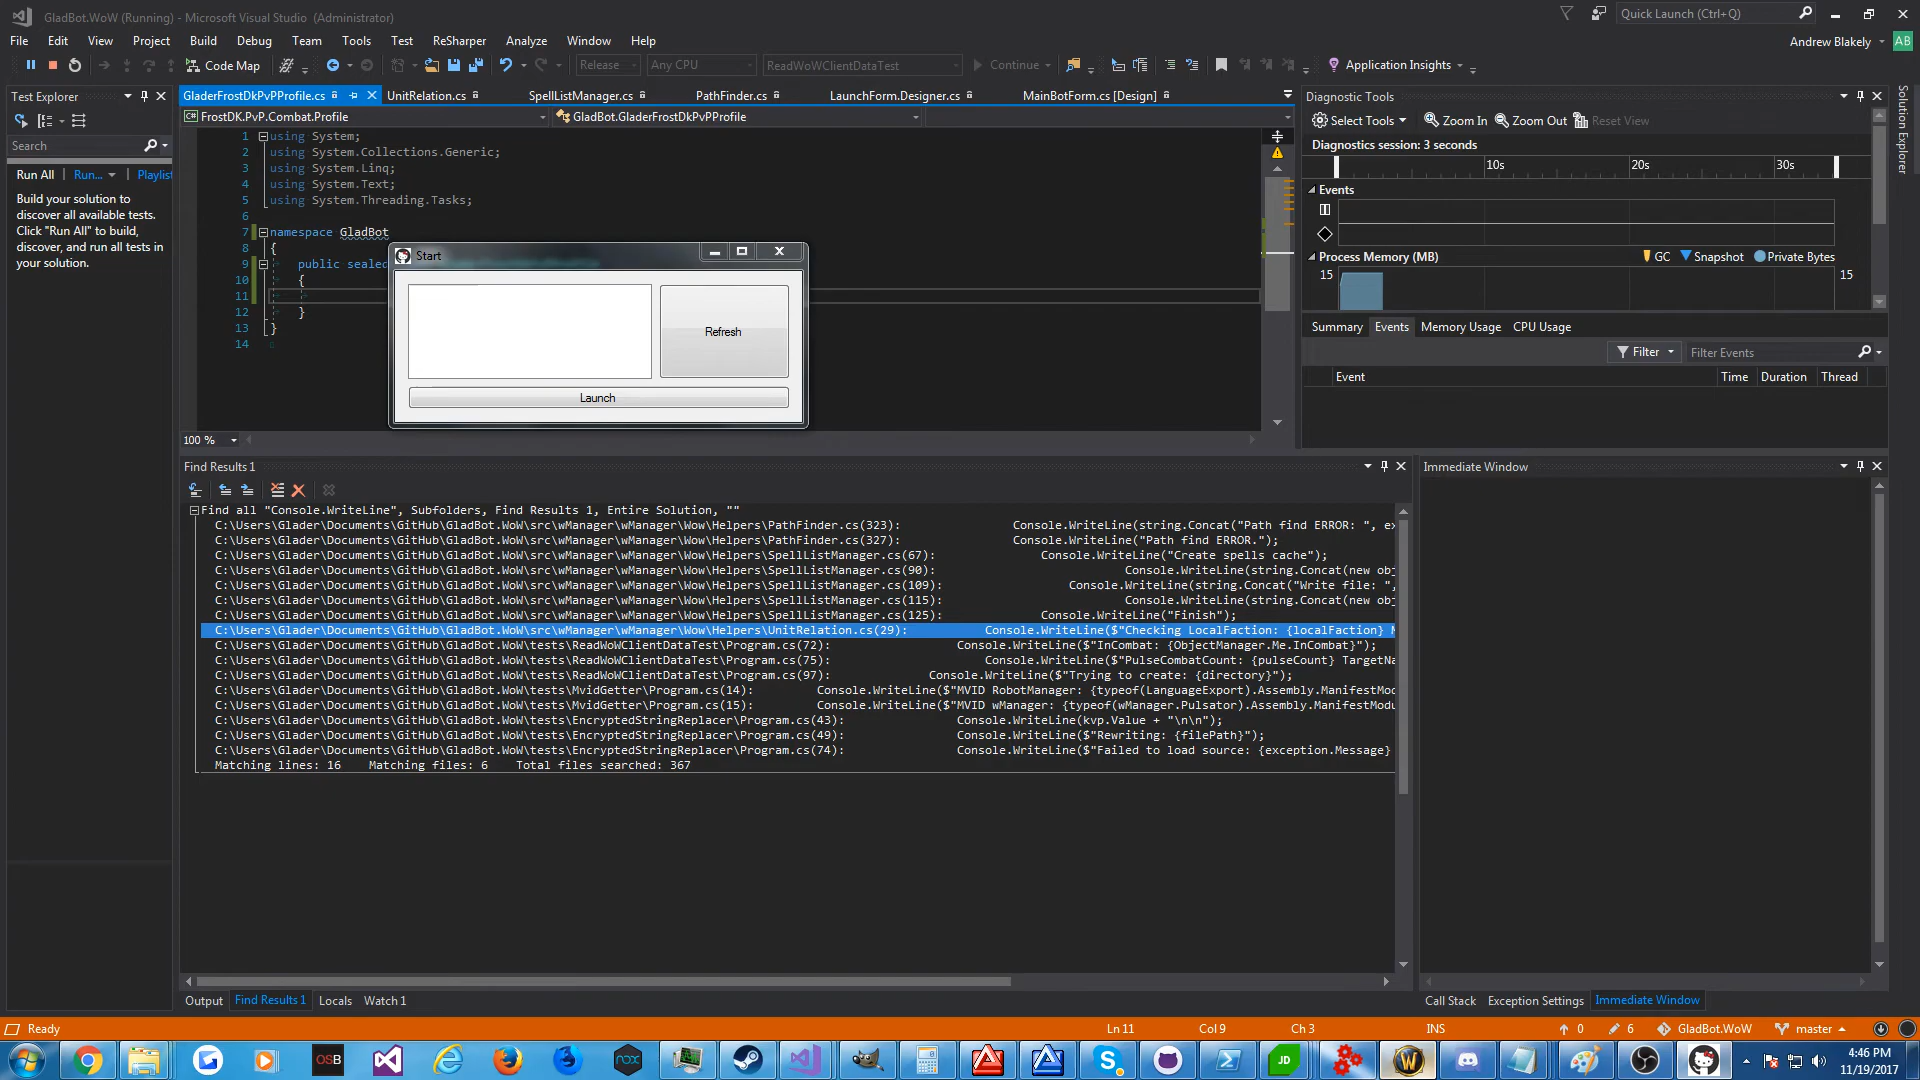 GladBot.WoW (Running) - Microsoft Visual Studio (Administrator)
Quick Launch (Ctrl+Q)
File Edit View Project Build Debug Team Tools Test ReSharper Analyze Window Help
Andrew Blakely AB
Code Map
Release Any CPU ReadWoWClientDataTest Continue Application Insights
Test Explorer
Search
Run All Run... Playlist
Build your solution to
discover all available tests.
Click "Run All" to build,
discover, and run all tests in
your solution.
GladerFrostDkPvPProfile.cs UnitRelation.cs SpellListManager.cs PathFinder.cs LaunchForm.Designer.cs MainBotForm.cs [Design]
FrostDK.PvP.Combat.Profile GladBot.GladerFrostDkPvPProfile
1 using System;
2 using System.Collections.Generic;
3 using System.Linq;
4 using System.Text;
5 using System.Threading.Tasks;
6
7 namespace GladBot
8 {
9 public sealed
10 {
11
12 }
13 }
14
Start
Refresh
Launch
100 %
Diagnostic Tools
Select Tools Zoom In Zoom Out Reset View
Diagnostics session: 3 seconds
10s 20s 30s
Events
Process Memory (MB) GC Snapshot Private Bytes
15 15
Summary Events Memory Usage CPU Usage
Filter Filter Events
Event Time Duration Thread
Solution Explorer
Find Results 1
Find all "Console.WriteLine", Subfolders, Find Results 1, Entire Solution, ""
C:\Users\Glader\Documents\GitHub\GladBot.WoW\src\wManager\wManager\Wow\Helpers\PathFinder.cs(323): Console.WriteLine(string.Concat("Path find ERROR: ", ex
C:\Users\Glader\Documents\GitHub\GladBot.WoW\src\wManager\wManager\Wow\Helpers\PathFinder.cs(327): Console.WriteLine("Path find ERROR.");
C:\Users\Glader\Documents\GitHub\GladBot.WoW\src\wManager\wManager\Wow\Helpers\SpellListManager.cs(67): Console.WriteLine("Create spells cache");
C:\Users\Glader\Documents\GitHub\GladBot.WoW\src\wManager\wManager\Wow\Helpers\SpellListManager.cs(90): Console.WriteLine(string.Concat(new obj
C:\Users\Glader\Documents\GitHub\GladBot.WoW\src\wManager\wManager\Wow\Helpers\SpellListManager.cs(109): Console.WriteLine(string.Concat("Write file: ",
C:\Users\Glader\Documents\GitHub\GladBot.WoW\src\wManager\wManager\Wow\Helpers\SpellListManager.cs(115): Console.WriteLine(string.Concat(new obj
C:\Users\Glader\Documents\GitHub\GladBot.WoW\src\wManager\wManager\Wow\Helpers\SpellListManager.cs(125): Console.WriteLine("Finish");
C:\Users\Glader\Documents\GitHub\GladBot.WoW\src\wManager\wManager\Wow\Helpers\UnitRelation.cs(29): Console.WriteLine($"Checking LocalFaction: {localFaction} M
C:\Users\Glader\Documents\GitHub\GladBot.WoW\tests\ReadWoWClientDataTest\Program.cs(72): Console.WriteLine($"InCombat: {ObjectManager.Me.InCombat}");
C:\Users\Glader\Documents\GitHub\GladBot.WoW\tests\ReadWoWClientDataTest\Program.cs(75): Console.WriteLine($"PulseCombatCount: {pulseCount} TargetNa
C:\Users\Glader\Documents\GitHub\GladBot.WoW\tests\ReadWoWClientDataTest\Program.cs(97): Console.WriteLine($"Trying to create: {directory}");
C:\Users\Glader\Documents\GitHub\GladBot.WoW\tests\MvidGetter\Program.cs(14): Console.WriteLine($"MVID RobotManager: {typeof(LanguageExport).Assembly.ManifestMod
C:\Users\Glader\Documents\GitHub\GladBot.WoW\tests\MvidGetter\Program.cs(15): Console.WriteLine($"MVID wManager: {typeof(wManager.Pulsator).Assembly.ManifestModu
C:\Users\Glader\Documents\GitHub\GladBot.WoW\tests\EncryptedStringReplacer\Program.cs(43): Console.WriteLine(kvp.Value + "\n\n");
C:\Users\Glader\Documents\GitHub\GladBot.WoW\tests\EncryptedStringReplacer\Program.cs(49): Console.WriteLine($"Rewriting: {filePath}");
C:\Users\Glader\Documents\GitHub\GladBot.WoW\tests\EncryptedStringReplacer\Program.cs(74): Console.WriteLine($"Failed to load source: {exception.Message}
Matching lines: 16 Matching files: 6 Total files searched: 367
Immediate Window
Output Find Results 1 Locals Watch 1
Call Stack Exception Settings Immediate Window
Ready Ln 11 Col 9 Ch 3 INS 0 6 GladBot.WoW master
OSB nox JD
4:46 PM
11/19/2017